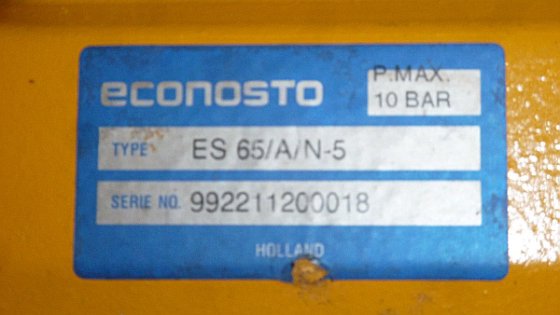 econosto
P.MAX.
10 BAR
TYPE ES 65/A/N-5
SERIE NO. 992211200018
HOLLAND